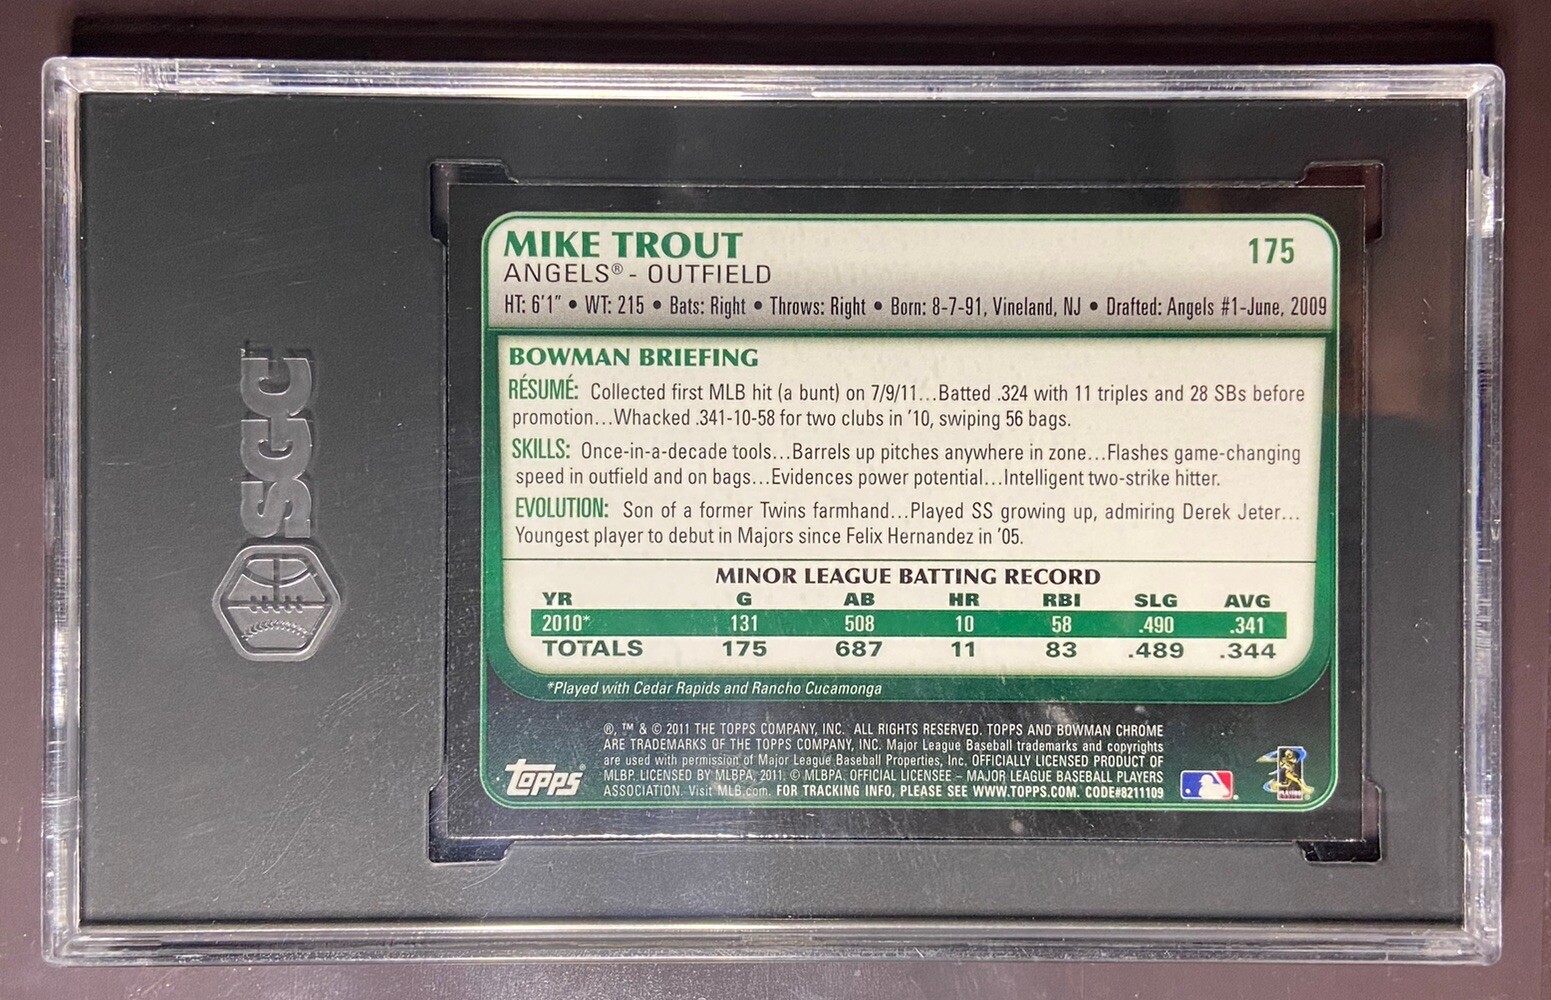 SGC
MIKE TROUT
175
ANGELS® - OUTFIELD
HT: 6'1" • WT: 215 • Bats: Right • Throws: Right • Born: 8-7-91, Vineland, NJ • Drafted: Angels #1-June, 2009
BOWMAN BRIEFING
RÉSUMÉ: Collected first MLB hit (a bunt) on 7/9/11...Batted .324 with 11 triples and 28 SBs before
promotion...Whacked .341-10-58 for two clubs in '10, swiping 56 bags.
SKILLS: Once-in-a-decade tools...Barrels up pitches anywhere in zone...Flashes game-changing
speed in outfield and on bags...Evidences power potential...Intelligent two-strike hitter.
EVOLUTION: Son of a former Twins farmhand...Played SS growing up, admiring Derek Jeter...
Youngest player to debut in Majors since Felix Hernandez in '05.
MINOR LEAGUE BATTING RECORD
YR G AB HR RBI SLG AVG
2010* 131 508 10 58 .490 .341
TOTALS 175 687 11 83 .489 .344
*Played with Cedar Rapids and Rancho Cucamonga
®, ™ & © 2011 THE TOPPS COMPANY, INC. ALL RIGHTS RESERVED. TOPPS AND BOWMAN CHROME
ARE TRADEMARKS OF THE TOPPS COMPANY, INC. Major League Baseball trademarks and copyrights
are used with permission of Major League Baseball Properties, Inc. OFFICIALLY LICENSED PRODUCT OF
MLBP. LICENSED BY MLBPA, 2011. © MLBPA. OFFICIAL LICENSEE – MAJOR LEAGUE BASEBALL PLAYERS
ASSOCIATION. Visit MLB.com. FOR TRACKING INFO, PLEASE SEE WWW.TOPPS.COM. CODE#8211109
Topps®